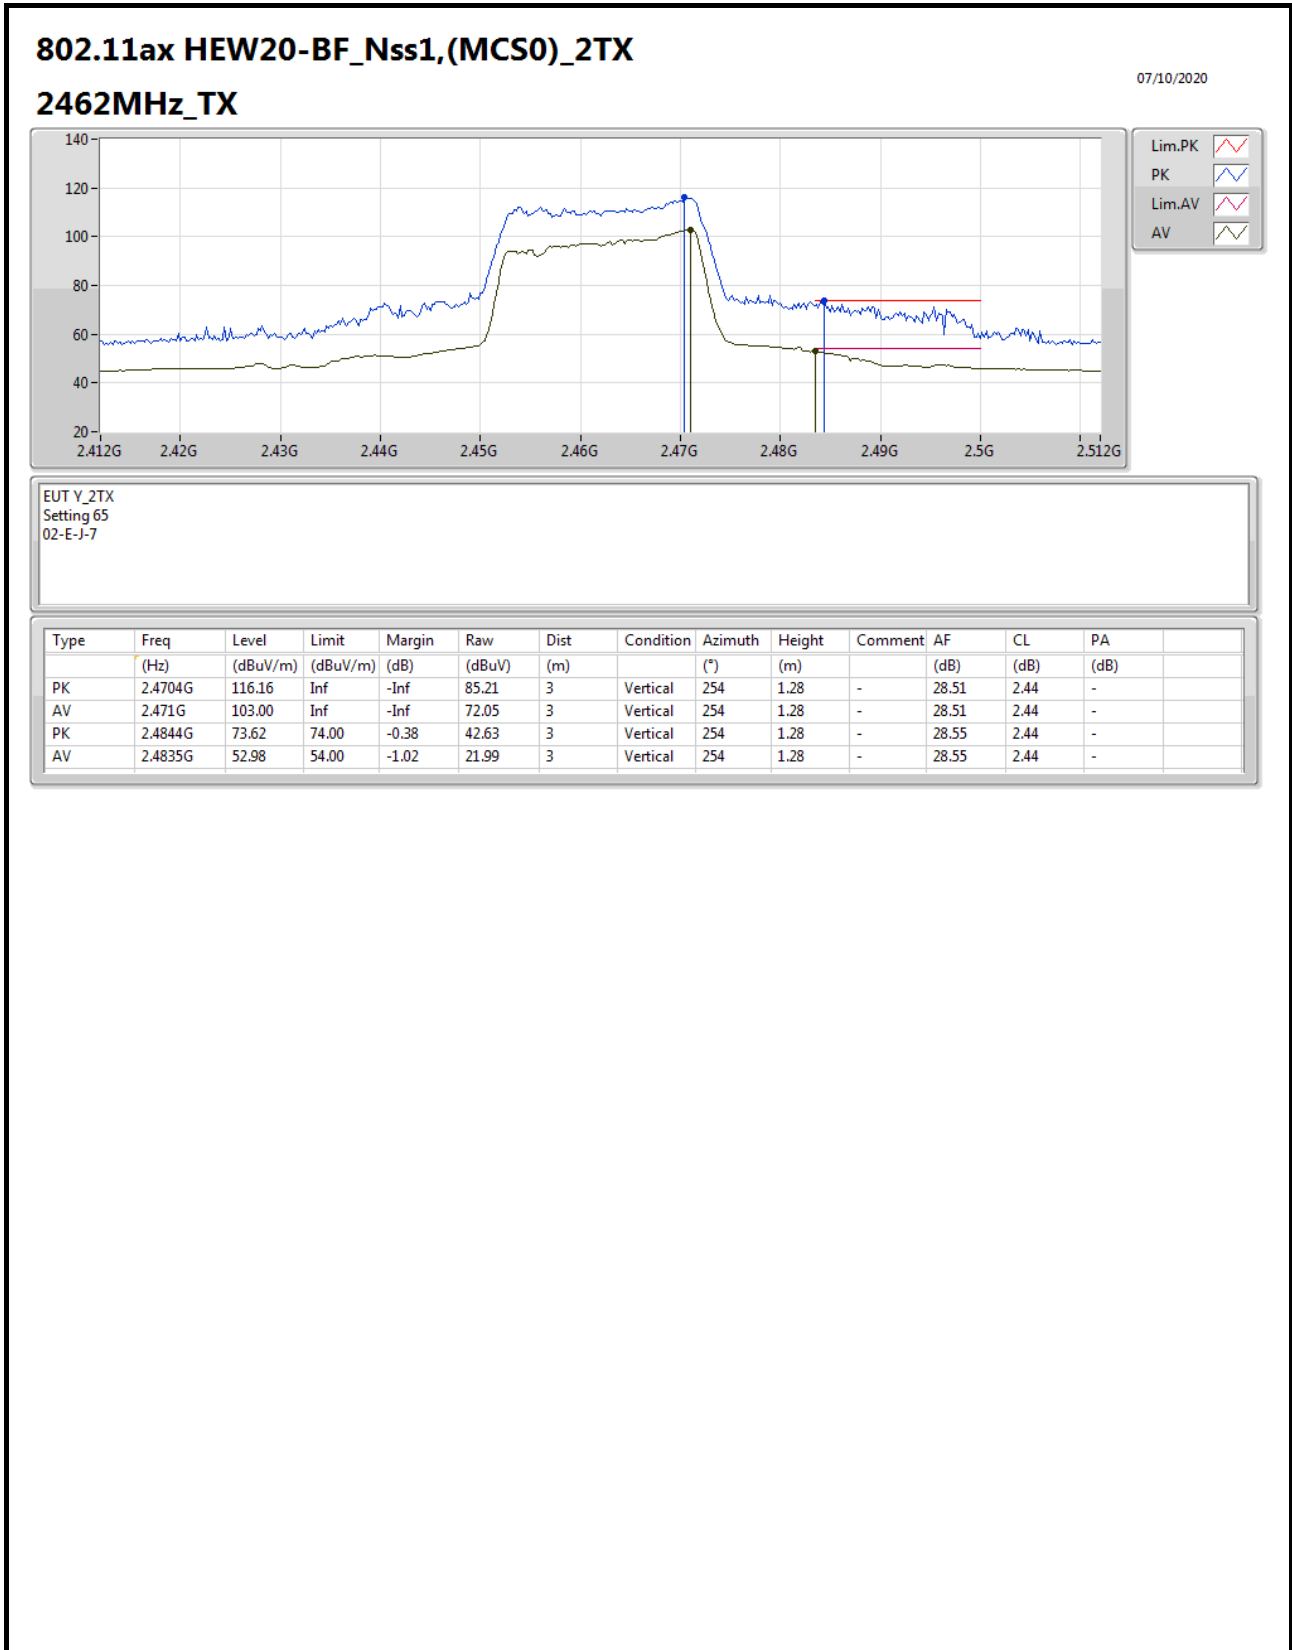 802.11ax HEW20-BF_Nss1,(MCS0)_2TX
07/10/2020
2462MHz_TX
140
120
100
80
60
40
20
2.412G 2.42G 2.43G 2.44G 2.45G 2.46G 2.47G 2.48G 2.49G 2.5G 2.512G
Lim.PK
PK
Lim.AV
AV
EUT Y_2TX
Setting 65
02-E-J-7
Type Freq Level Limit Margin Raw Dist Condition Azimuth Height Comment AF CL PA
(Hz) (dBuV/m) (dBuV/m) (dB) (dBuV) (m) (°) (m) (dB) (dB) (dB)
PK 2.4704G 116.16 Inf -Inf 85.21 3 Vertical 254 1.28 - 28.51 2.44 -
AV 2.471G 103.00 Inf -Inf 72.05 3 Vertical 254 1.28 - 28.51 2.44 -
PK 2.4844G 73.62 74.00 -0.38 42.63 3 Vertical 254 1.28 - 28.55 2.44 -
AV 2.4835G 52.98 54.00 -1.02 21.99 3 Vertical 254 1.28 - 28.55 2.44 -